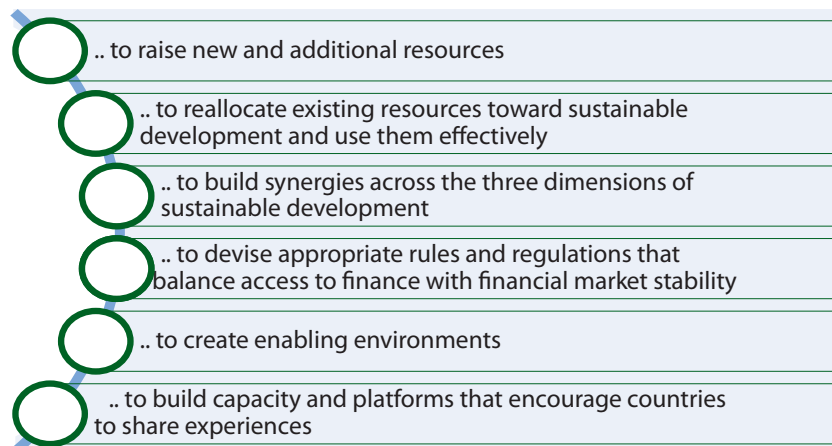 .. to raise new and additional resources
.. to reallocate existing resources toward sustainable
development and use them effectively
.. to build synergies across the three dimensions of
sustainable development
.. to devise appropriate rules and regulations that
balance access to finance with financial market stability
.. to create enabling environments
.. to build capacity and platforms that encourage countries
to share experiences